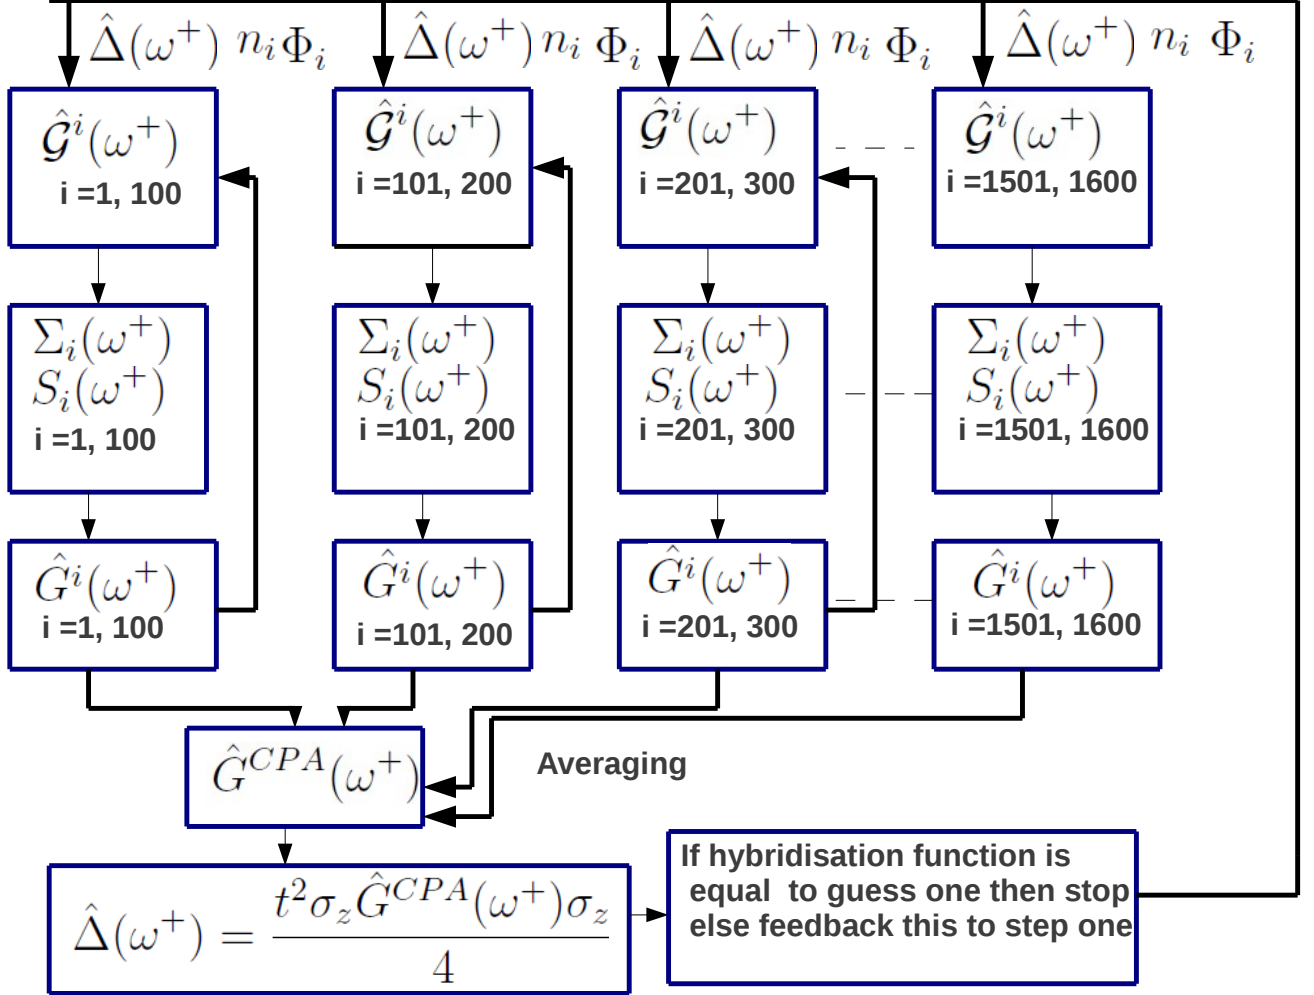 Δ̂(ω⁺) nᵢ Φᵢ Δ̂(ω⁺) nᵢ Φᵢ Δ̂(ω⁺) nᵢ Φᵢ Δ̂(ω⁺) nᵢ Φᵢ
𝒢̂ⁱ(ω⁺) 𝒢̂ⁱ(ω⁺) 𝒢̂ⁱ(ω⁺) 𝒢̂ⁱ(ω⁺)
i =1, 100 i =101, 200 i =201, 300 i =1501, 1600
Σᵢ(ω⁺) Σᵢ(ω⁺) Σᵢ(ω⁺) Σᵢ(ω⁺)
Sᵢ(ω⁺) Sᵢ(ω⁺) Sᵢ(ω⁺) Sᵢ(ω⁺)
i =1, 100 i =101, 200 i =201, 300 i =1501, 1600
Ĝⁱ(ω⁺) Ĝⁱ(ω⁺) Ĝⁱ(ω⁺) Ĝⁱ(ω⁺)
i =1, 100 i =101, 200 i =201, 300 i =1501, 1600
Ĝ^{CPA}(ω⁺)
Averaging
Δ̂(ω⁺) = t²σ_zĜ^{CPA}(ω⁺)σ_z / 4
If hybridisation function is
equal to guess one then stop
else feedback this to step one